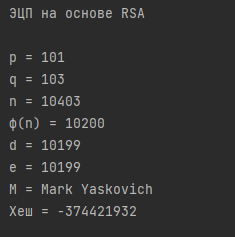 ЭЦП на основе RSA
p = 101
q = 103
n = 10403
ф(n) = 10200
d = 10199
e = 10199
M = Mark Yaskovich
Хеш = -374421932